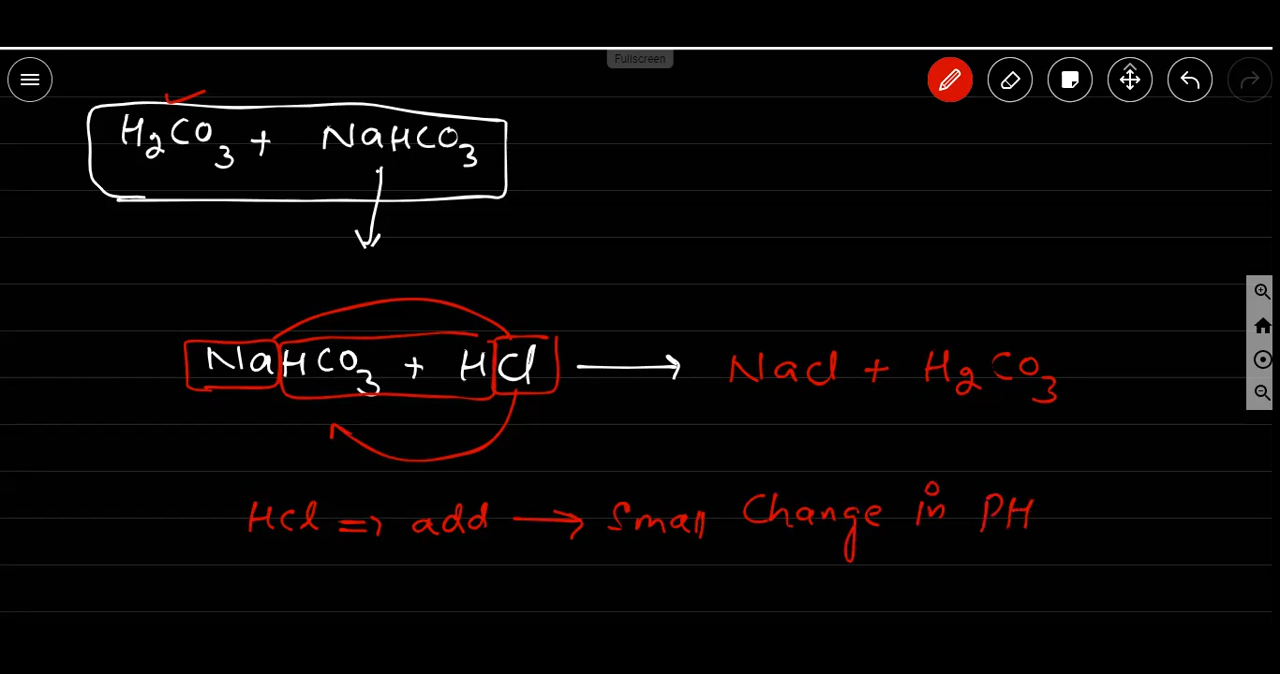 Fullscreen
H2CO3 + NaHCO3
NaHCO3 + HCl → NaCl + H2CO3
HCl ⇒ add → Small Change in PH